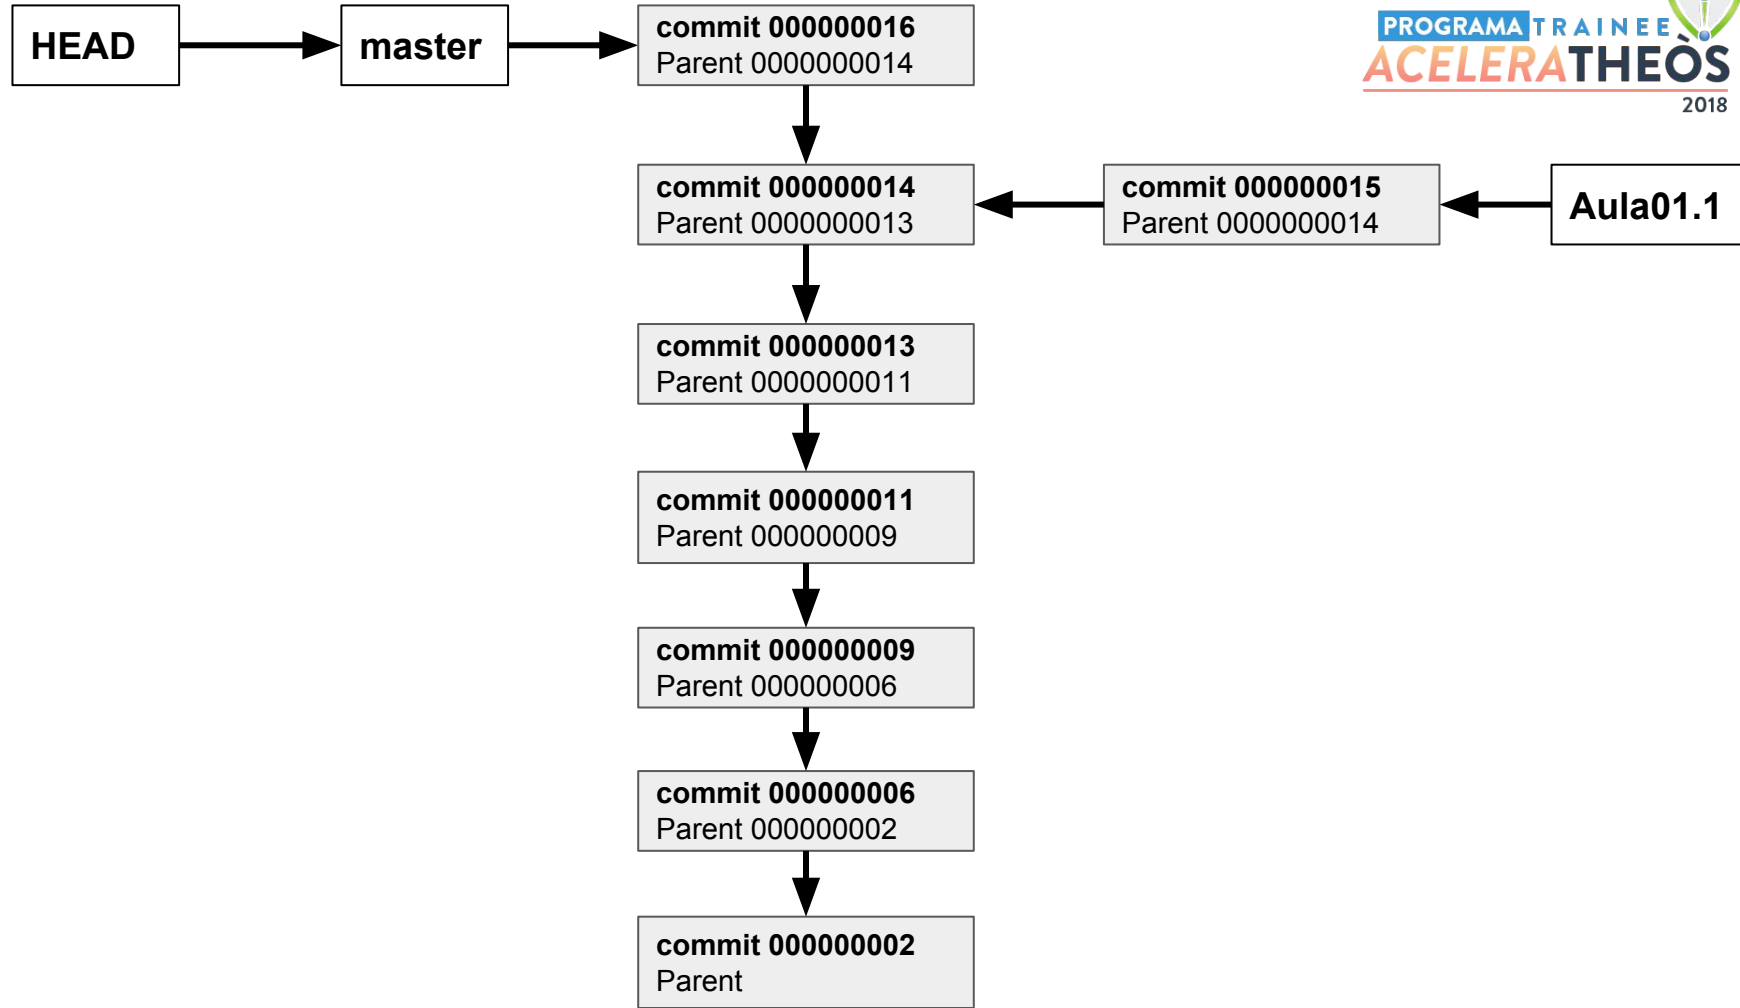 HEAD
master
commit 000000016
Parent 0000000014
PROGRAMA TRAINEE
ACELERATHEÒS
2018
commit 000000014
Parent 0000000013
commit 000000015
Parent 0000000014
Aula01.1
commit 000000013
Parent 0000000011
commit 000000011
Parent 000000009
commit 000000009
Parent 000000006
commit 000000006
Parent 000000002
commit 000000002
Parent